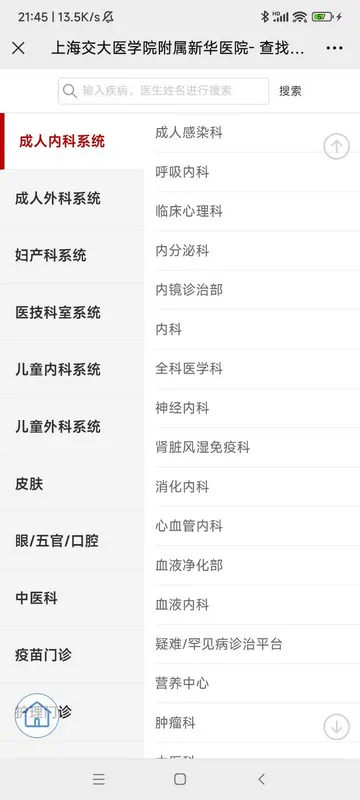 21:45 | 13.5K/s
HD
57
上海交大医学院附属新华医院- 查找...
输入疾病、医生姓名进行搜索
搜索
成人内科系统
成人外科系统
妇产科系统
医技科室系统
儿童内科系统
儿童外科系统
皮肤
眼/五官/口腔
中医科
疫苗门诊
护理门诊
成人感染科
呼吸内科
临床心理科
内分泌科
内镜诊治部
内科
全科医学科
神经内科
肾脏风湿免疫科
消化内科
心血管内科
血液净化部
血液内科
疑难/罕见病诊治平台
营养中心
肿瘤科